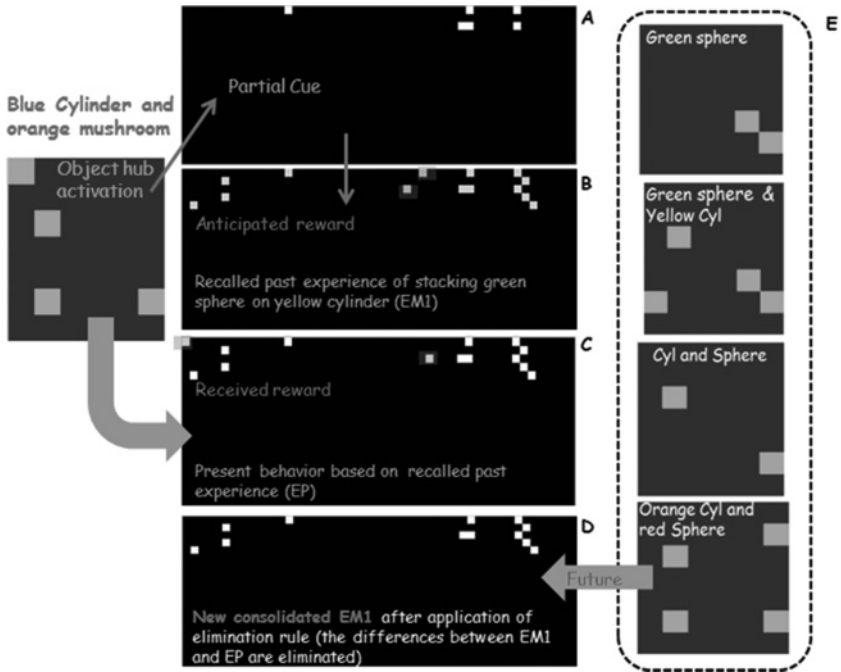 A
Partial Cue
Blue Cylinder and
orange mushroom
Object hub
activation
B
Anticipated reward
Recalled past experience of stacking green
sphere on yellow cylinder (EM1)
C
Received reward
Present behavior based on recalled past
experience (EP)
D
New consolidated EM1 after application of
elimination rule (the differences between EM1
and EP are eliminated)
E
Green sphere
Green sphere &
Yellow Cyl
Cyl and Sphere
Orange Cyl and
red Sphere
Future